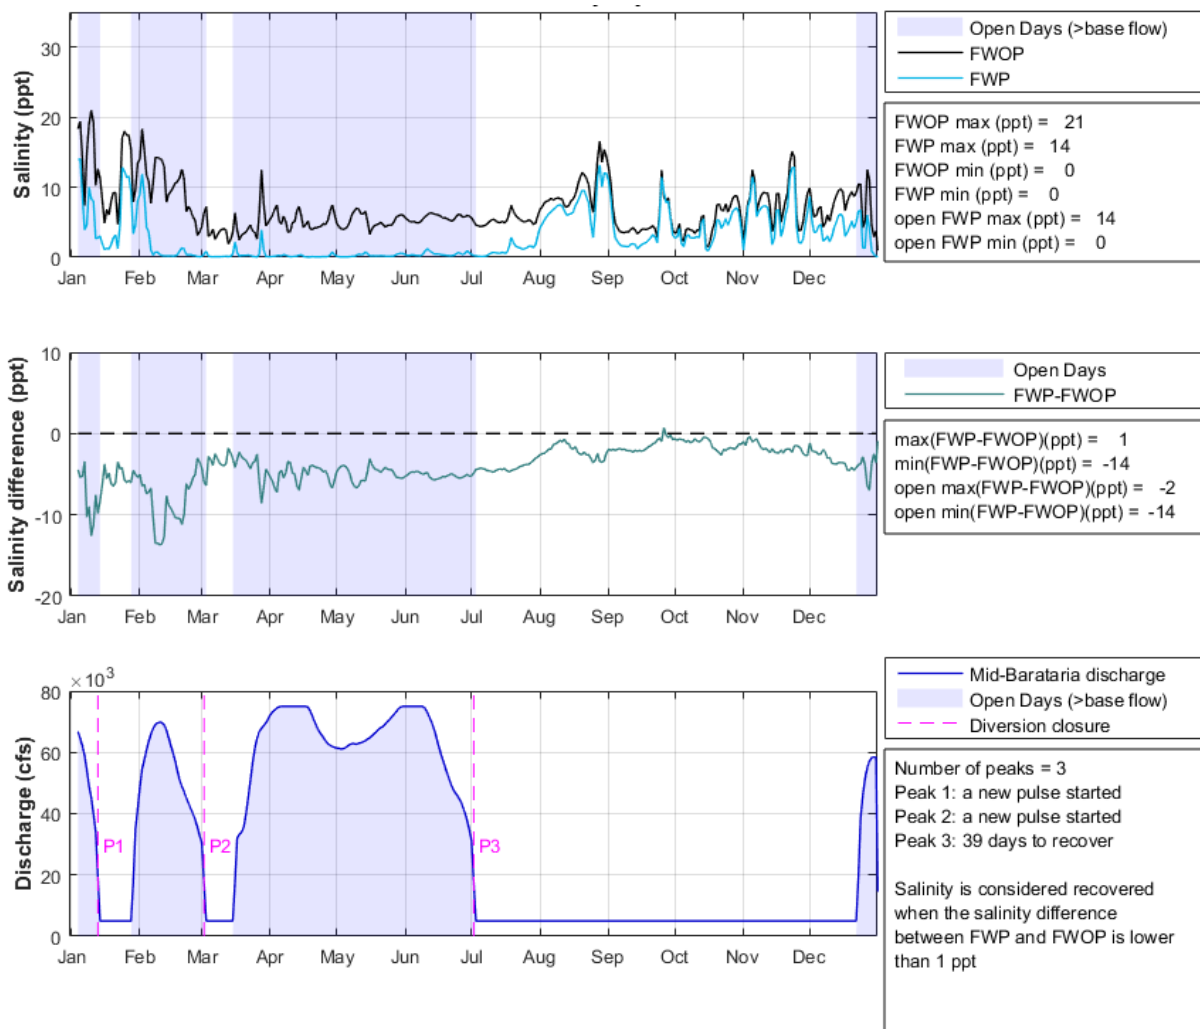 Open Days (>base flow)
FWOP
FWP
FWOP max (ppt) = 21
FWP max (ppt) = 14
FWOP min (ppt) = 0
FWP min (ppt) = 0
open FWP max (ppt) = 14
open FWP min (ppt) = 0
Salinity (ppt)
30
20
10
0
Jan Feb Mar Apr May Jun Jul Aug Sep Oct Nov Dec
Open Days
FWP-FWOP
max(FWP-FWOP)(ppt) = 1
min(FWP-FWOP)(ppt) = -14
open max(FWP-FWOP)(ppt) = -2
open min(FWP-FWOP)(ppt) = -14
Salinity difference (ppt)
10
0
-10
-20
Jan Feb Mar Apr May Jun Jul Aug Sep Oct Nov Dec
Mid-Barataria discharge
Open Days (>base flow)
Diversion closure
Number of peaks = 3
Peak 1: a new pulse started
Peak 2: a new pulse started
Peak 3: 39 days to recover
Salinity is considered recovered
when the salinity difference
between FWP and FWOP is lower
than 1 ppt
Discharge (cfs)
× 10³
80
60
40
20
0
P1 P2 P3
Jan Feb Mar Apr May Jun Jul Aug Sep Oct Nov Dec